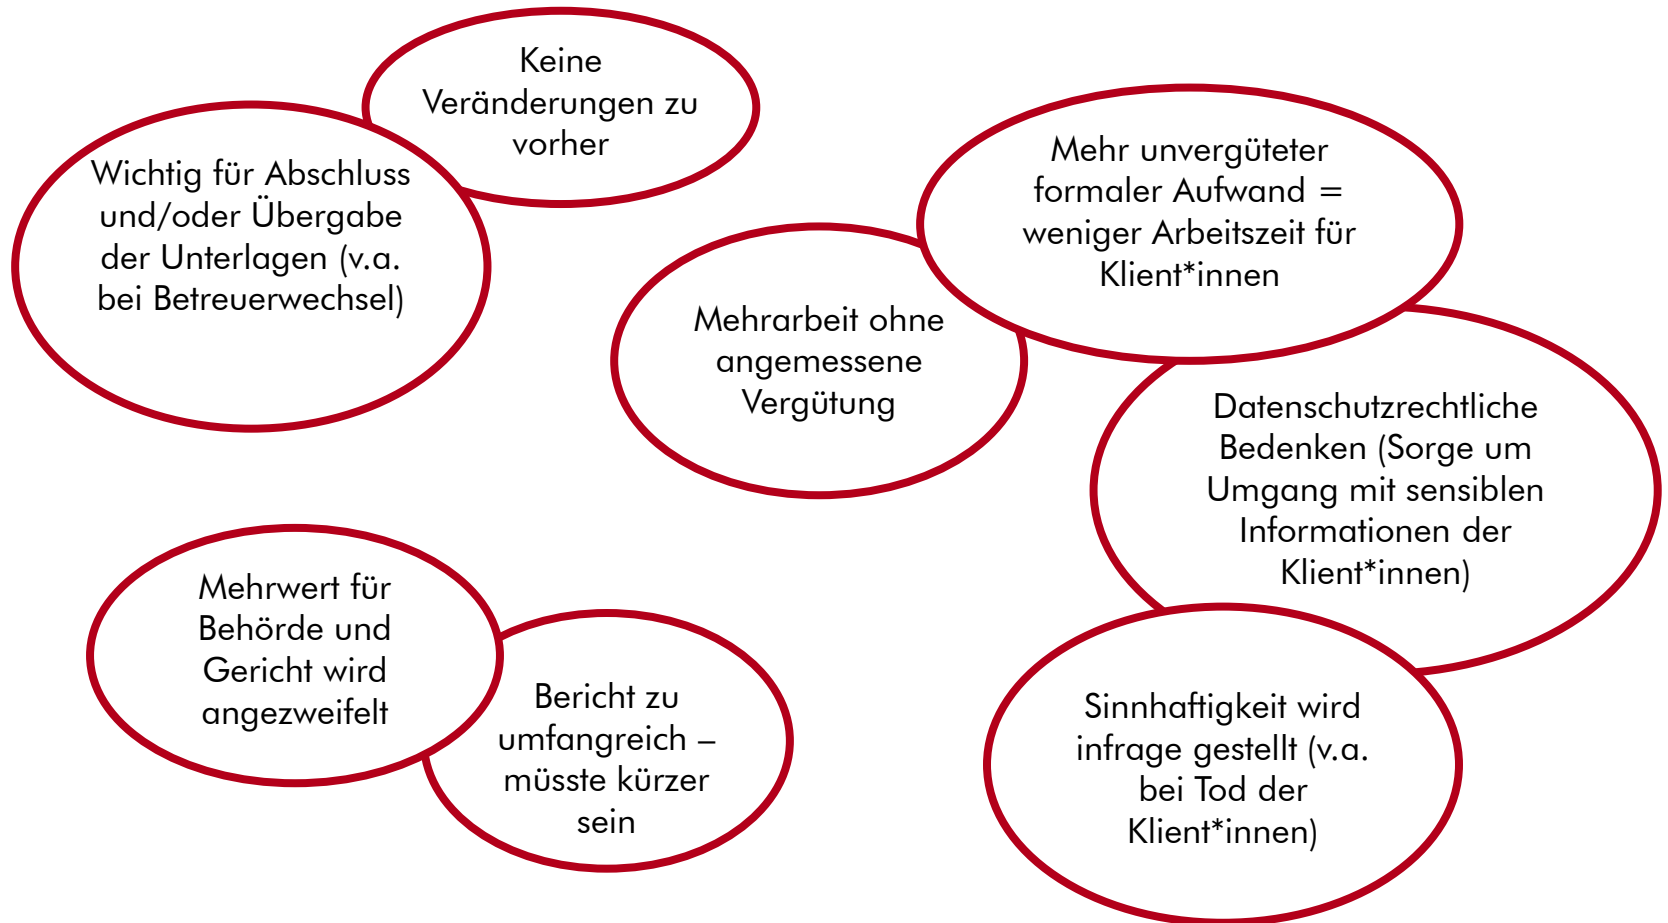 Keine
Veränderungen zu
vorher
Wichtig für Abschluss
und/oder Übergabe
der Unterlagen (v.a.
bei Betreuerwechsel)
Mehr unvergüteter
formaler Aufwand =
weniger Arbeitszeit für
Klient*innen
Mehrarbeit ohne
angemessene
Vergütung
Datenschutzrechtliche
Bedenken (Sorge um
Umgang mit sensiblen
Informationen der
Klient*innen)
Mehrwert für
Behörde und
Gericht wird
angezweifelt
Bericht zu
umfangreich –
müsste kürzer
sein
Sinnhaftigkeit wird
infrage gestellt (v.a.
bei Tod der
Klient*innen)